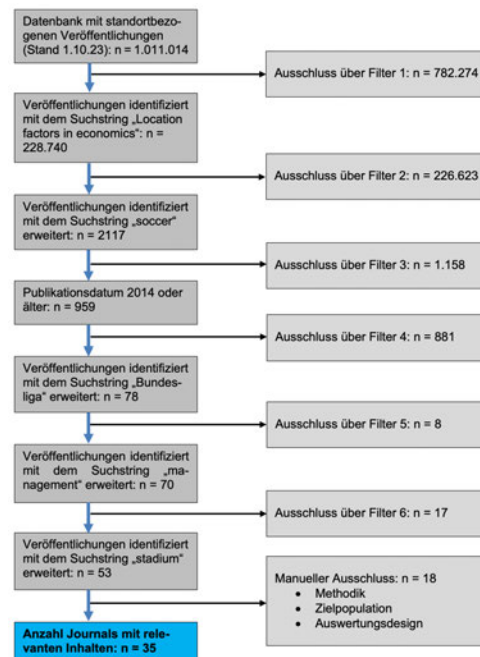 Datenbank mit standortbezo-
genen Veröffentlichungen
(Stand 1.10.23): n = 1.011.014
Ausschluss über Filter 1: n = 782.274
Veröffentlichungen identifiziert
mit dem Suchstring „Location
factors in economics“: n =
228.740
Ausschluss über Filter 2: n = 226.623
Veröffentlichungen identifiziert
mit dem Suchstring „soccer“
erweitert: n = 2117
Ausschluss über Filter 3: n = 1.158
Publikationsdatum 2014 oder
älter: n = 959
Ausschluss über Filter 4: n = 881
Veröffentlichungen identifiziert
mit dem Suchstring „Bundes-
liga“ erweitert: n = 78
Ausschluss über Filter 5: n = 8
Veröffentlichungen identifiziert
mit dem Suchstring „ma-
nagement“ erweitert: n = 70
Ausschluss über Filter 6: n = 17
Veröffentlichungen identifiziert
mit dem Suchstring „stadium“
erweitert: n = 53
Manueller Ausschluss: n = 18
• Methodik
• Zielpopulation
• Auswertungsdesign
Anzahl Journals mit rele-
vanten Inhalten: n = 35